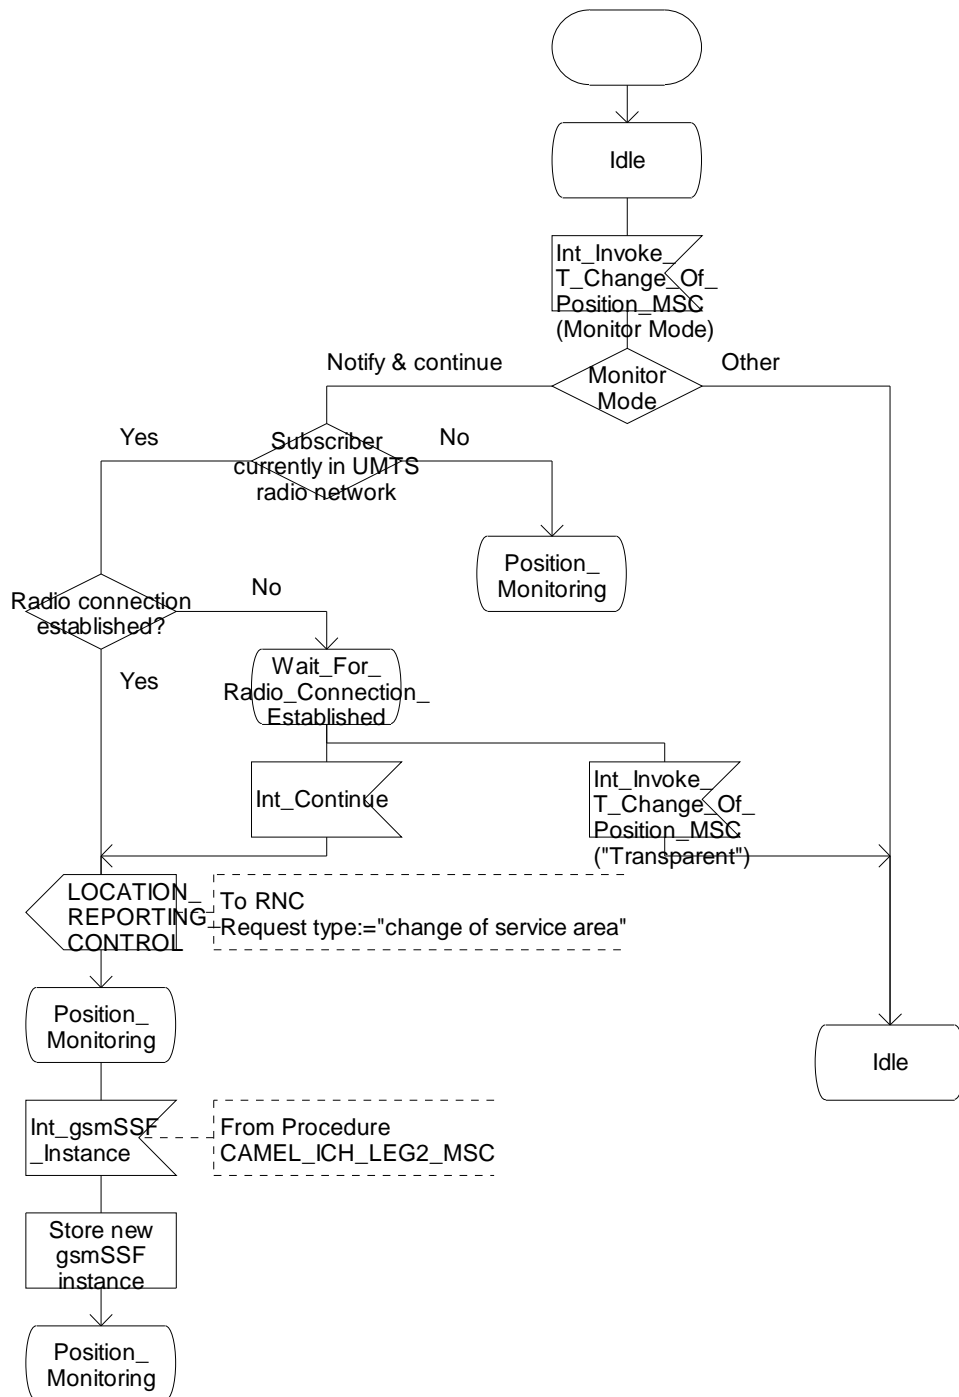 Idle
Int_Invoke_
T_Change_Of_
Position_MSC
(Monitor Mode)
Notify & continue
Monitor
Mode
Other
Yes
Subscriber
currently in UMTS
radio network
No
Position_
Monitoring
Radio connection
established?
No
Yes
Wait_For_
Radio_Connection_
Established
Int_Continue
Int_Invoke_
T_Change_Of_
Position_MSC
("Transparent")
LOCATION_
REPORTING_
CONTROL
To RNC
Request type:="change of service area"
Position_
Monitoring
Idle
Int_gsmSSF
_Instance
From Procedure
CAMEL_ICH_LEG2_MSC
Store new
gsmSSF
instance
Position_
Monitoring